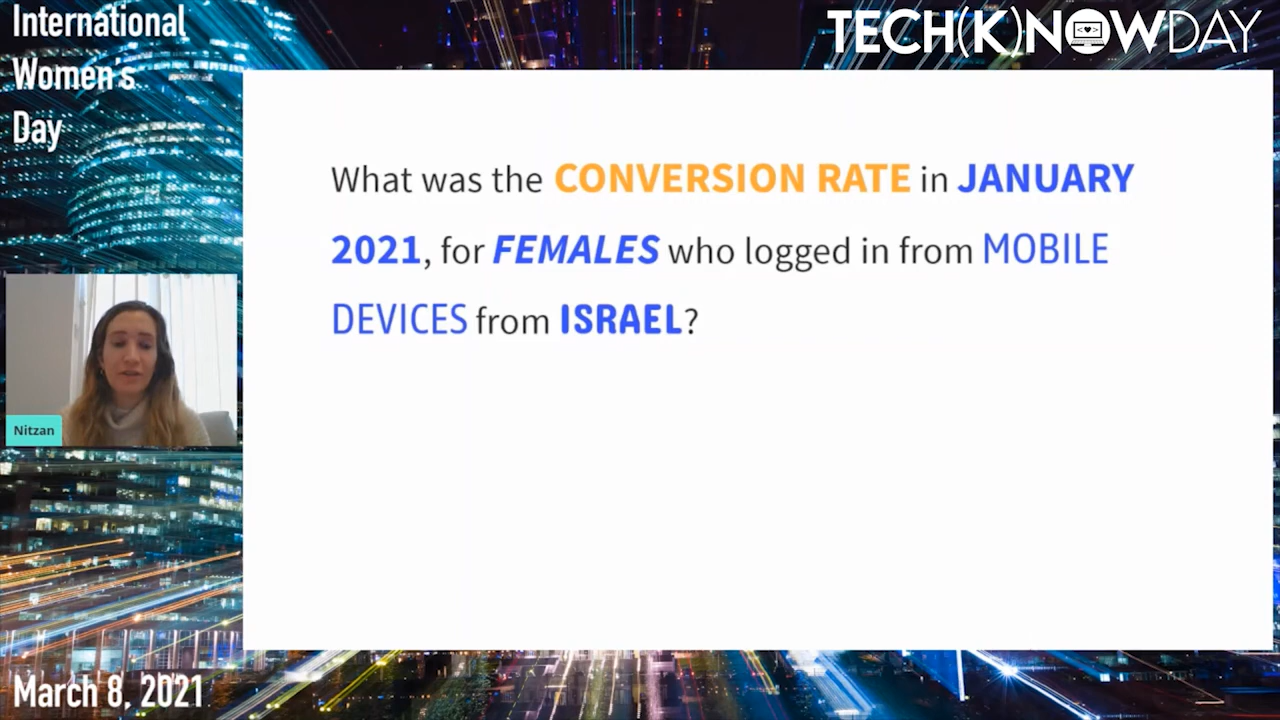 International
Women's
Day
TECH(K)NOWDAY
What was the CONVERSION RATE in JANUARY
2021, for FEMALES who logged in from MOBILE
DEVICES from ISRAEL?
Nitzan
March 8, 2021